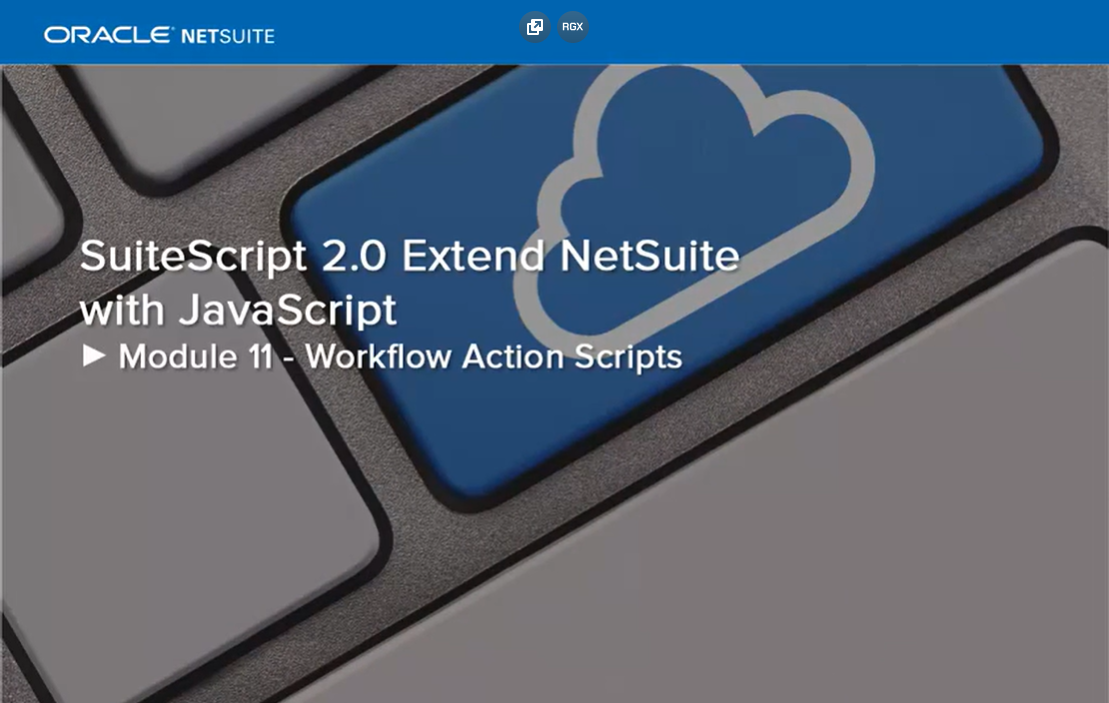 ORACLE NETSUITE
RGX
SuiteScript 2.0 Extend NetSuite
with JavaScript
► Module 11 - Workflow Action Scripts